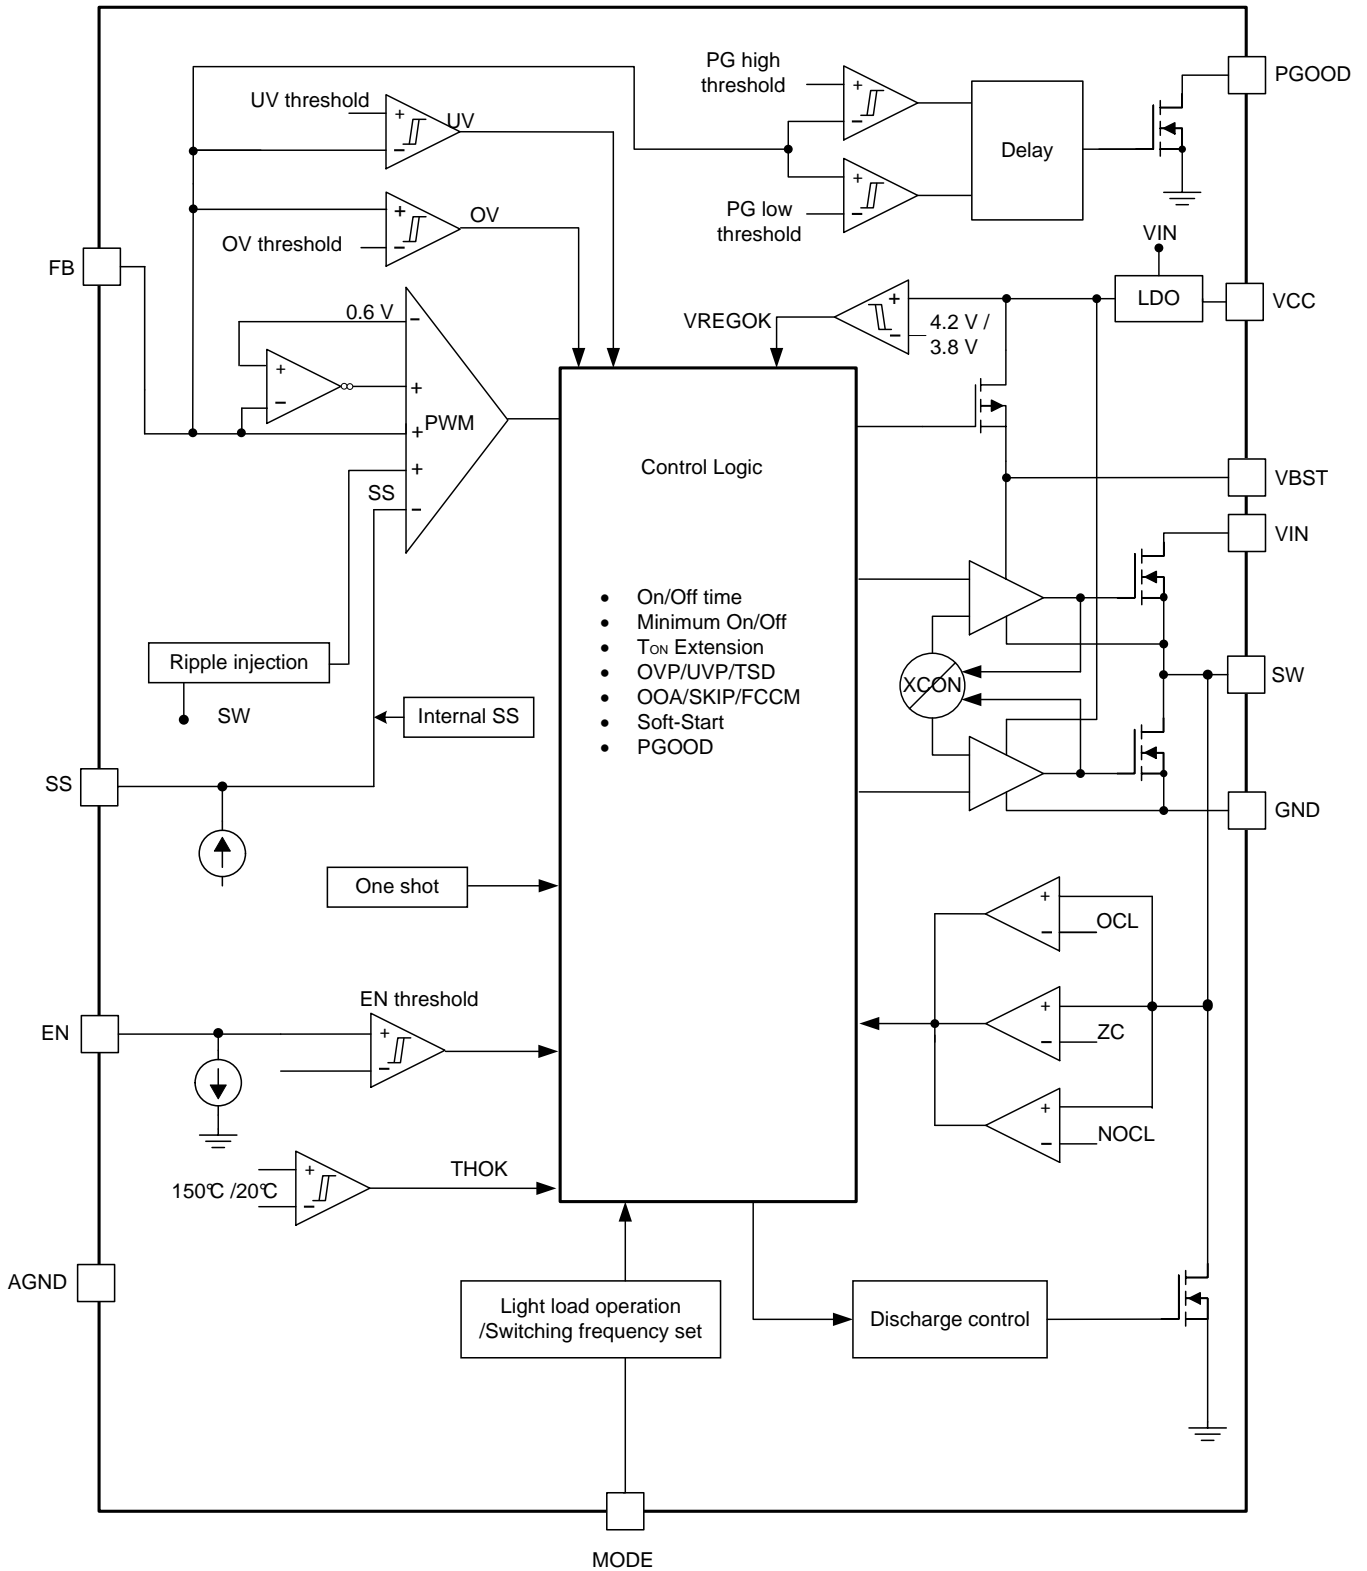 PG high
threshold
PGOOD
UV threshold
+
−
UV
+
−
Delay
+
−
PG low
threshold
+
−
OV
OV threshold
VIN
FB
LDO
VCC
0.6 V
−
VREGOK
+
−
4.2 V /
3.8 V
+
−
+
+
PWM
+
SS
−
Control Logic
VBST
VIN
• On/Off time
• Minimum On/Off
• TON Extension
• OVP/UVP/TSD
• OOA/SKIP/FCCM
• Soft-Start
• PGOOD
Ripple injection
SW
Internal SS
XCON
SW
SS
GND
One shot
+
−
OCL
EN threshold
EN
+
−
+
−
ZC
+
−
NOCL
150°C /20°C
+
−
THOK
AGND
Light load operation
/Switching frequency set
Discharge control
MODE